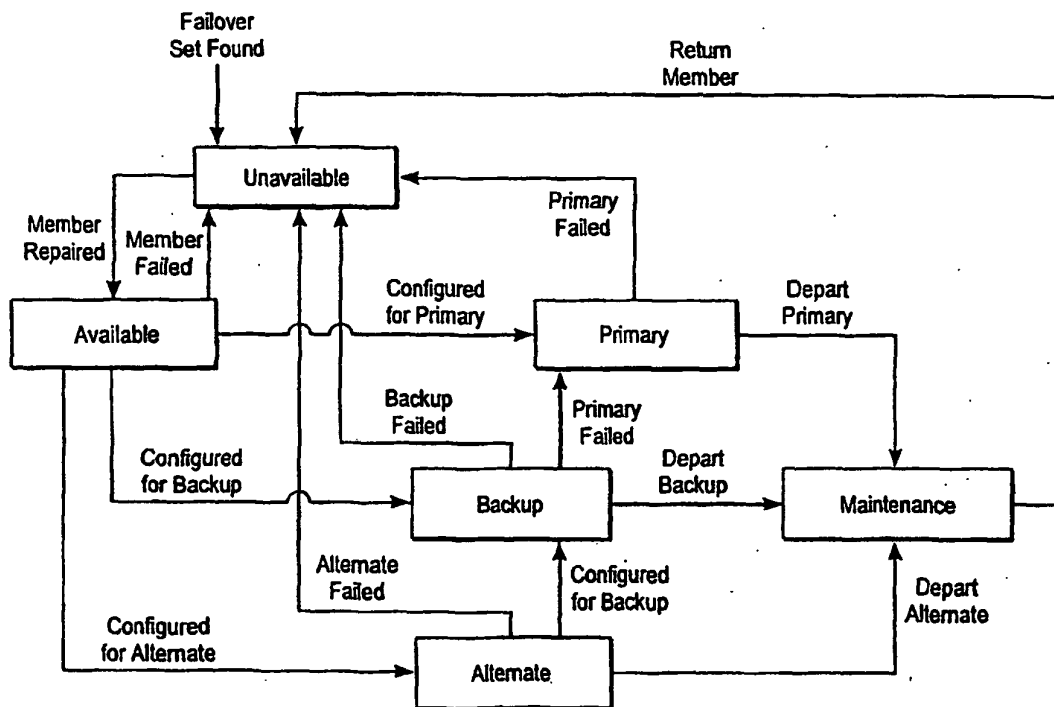 Failover
Set Found
Return
Member
Unavailable
Member
Repaired
Member
Failed
Primary
Failed
Configured
for Primary
Depart
Primary
Available
Primary
Backup
Failed
Primary
Failed
Configured
for Backup
Depart
Backup
Backup
Maintenance
Alternate
Failed
Configured
for Backup
Depart
Alternate
Configured
for Alternate
Alternate